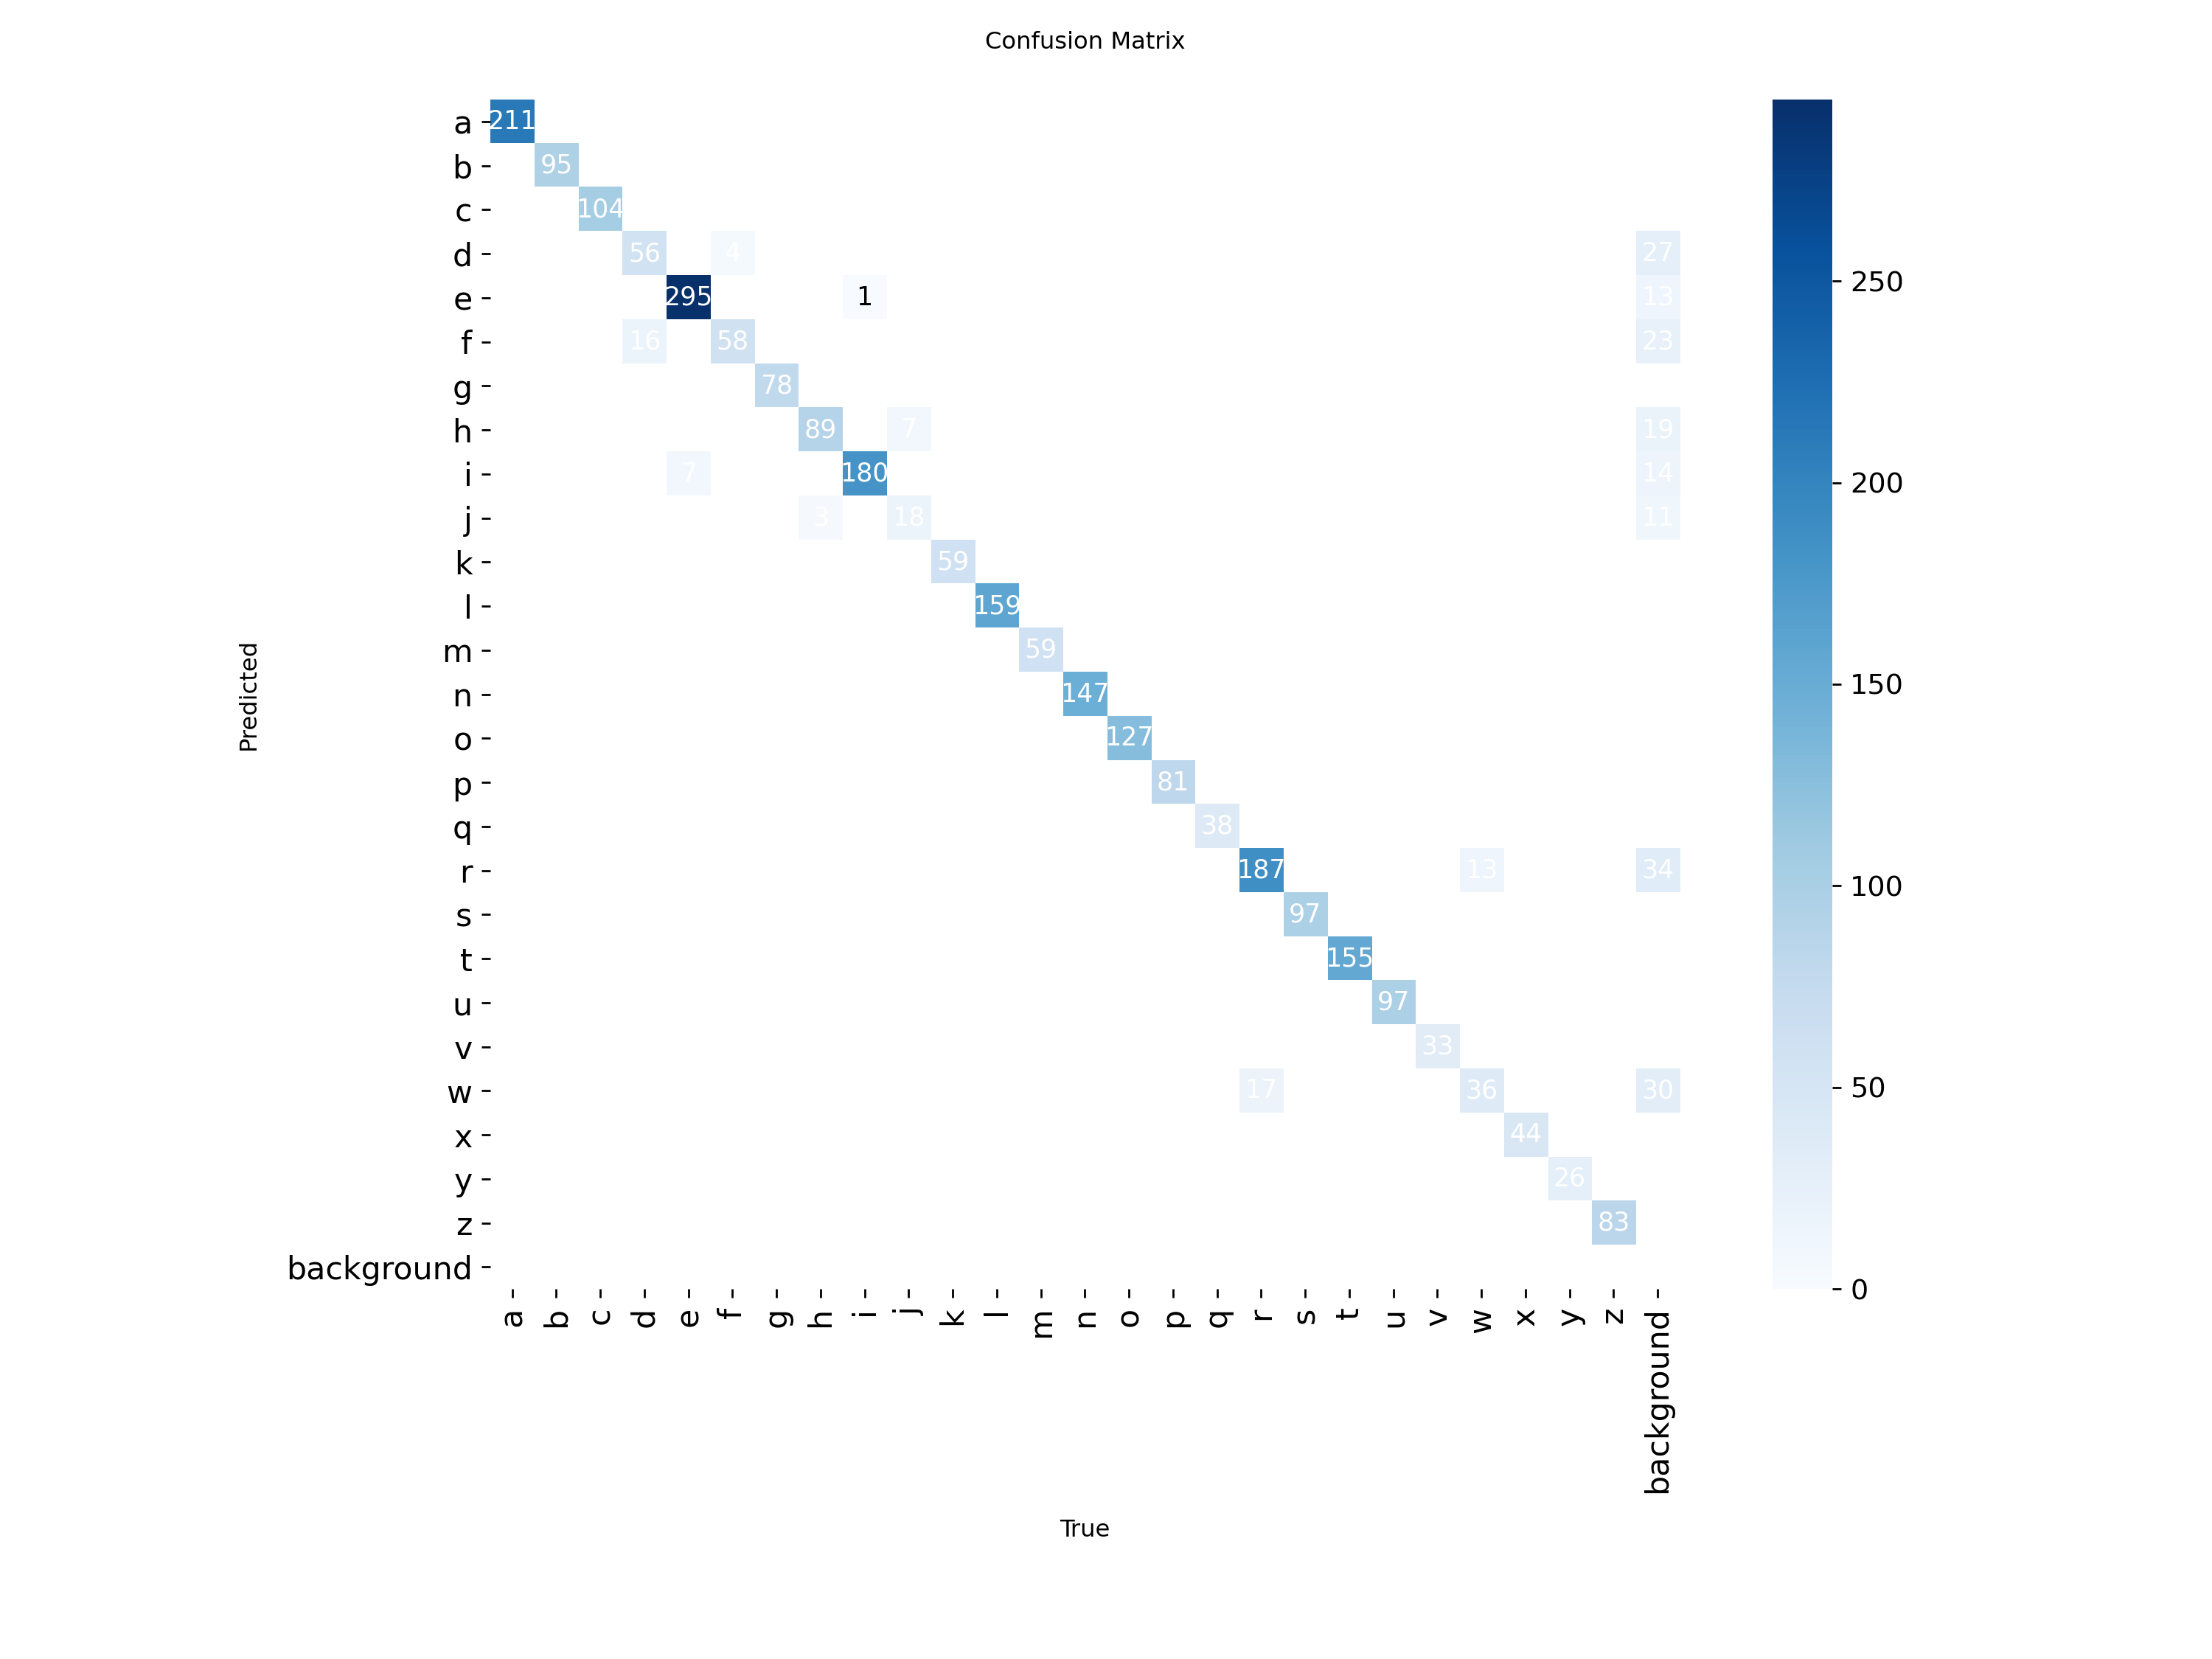 Confusion Matrix
a 211
b 95
c 104
d 56 4 27
e 295 1 13
f 16 58 23
g 78
h 89 7 19
i 7 180 14
j 3 18 11
k 59
l 159
m 59
n 147
o 127
p 81
q 38
r 187 13 34
s 97
t 155
u 97
v 33
w 17 36 30
x 44
y 26
z 83
background
a b c d e f g h i j k l m n o p q r s t u v w x y z background
Predicted
True
250
200
150
100
50
0